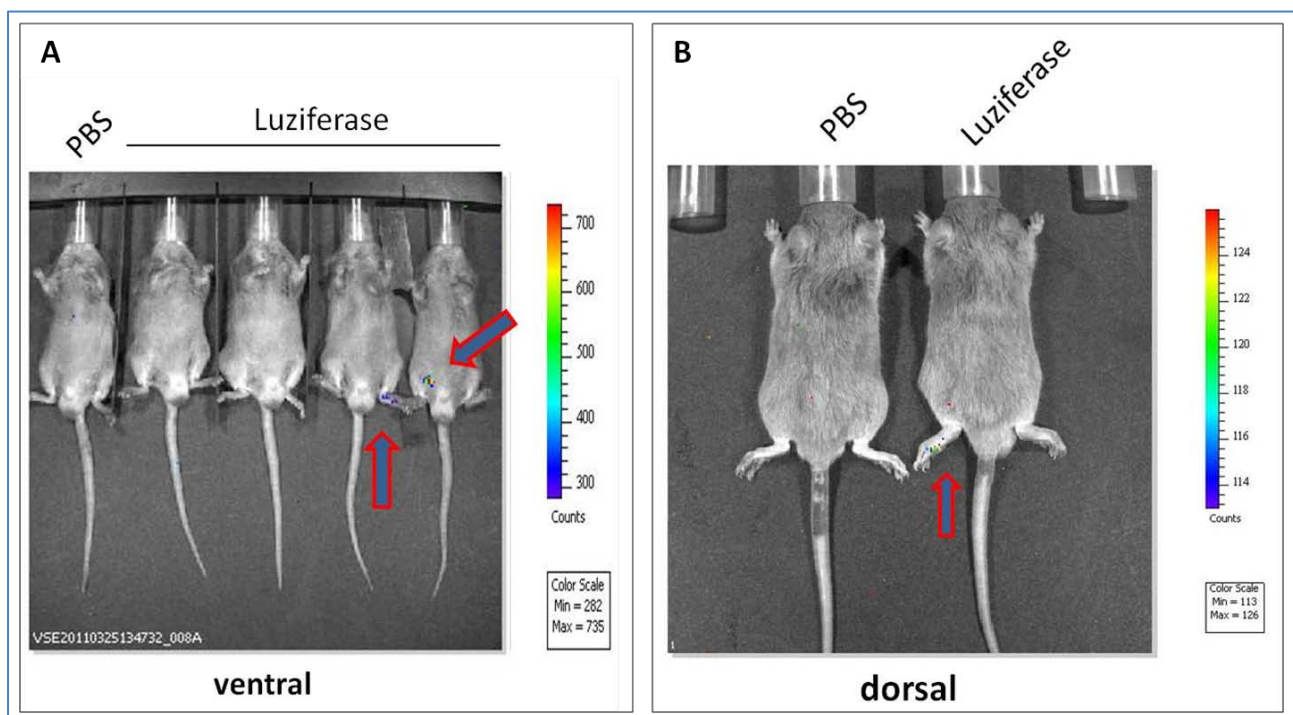 A
PBS
Luziferase
700
600
500
400
300
Counts
Color Scale
Min = 282
Max = 735
VSE20110325134732_008A
ventral
B
PBS
Luziferase
124
122
120
118
116
114
Counts
Color Scale
Min = 113
Max = 126
dorsal